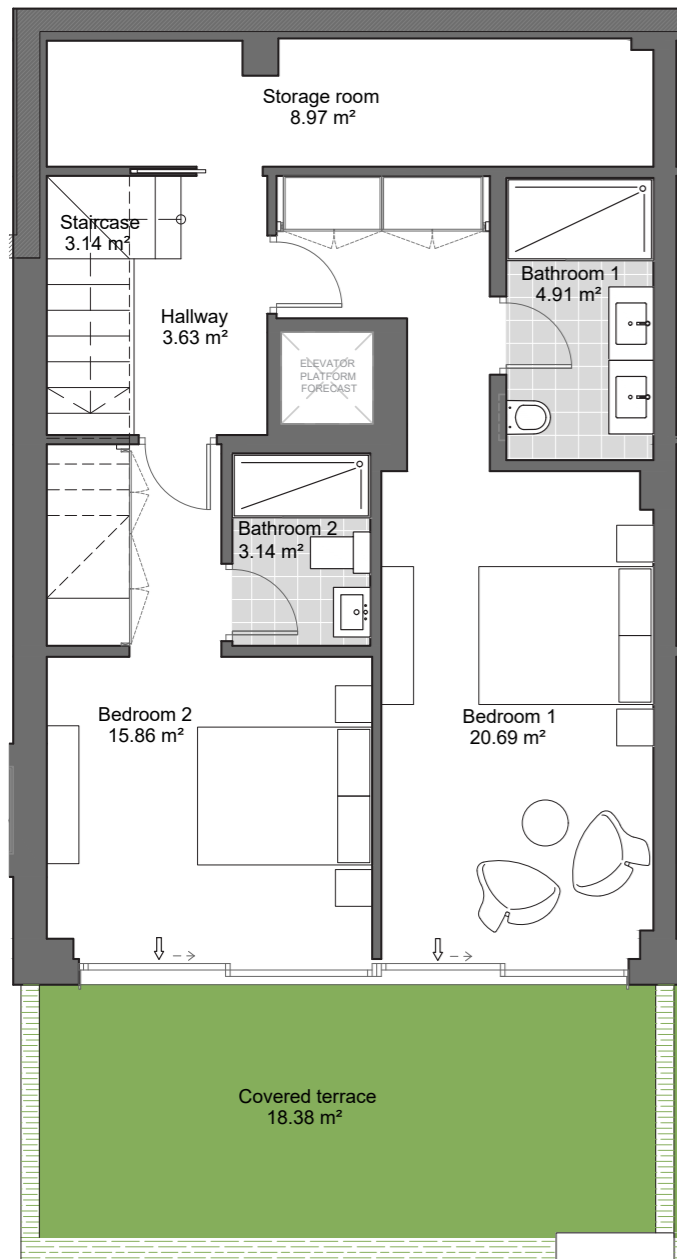 Storage room
8.97 m²
Staircase
3.14 m²
Hallway
3.63 m²
Bathroom 1
4.91 m²
ELEVATOR
PLATFORM
FORECAST
Bathroom 2
3.14 m²
Bedroom 2
15.86 m²
Bedroom 1
20.69 m²
Covered terrace
18.38 m²